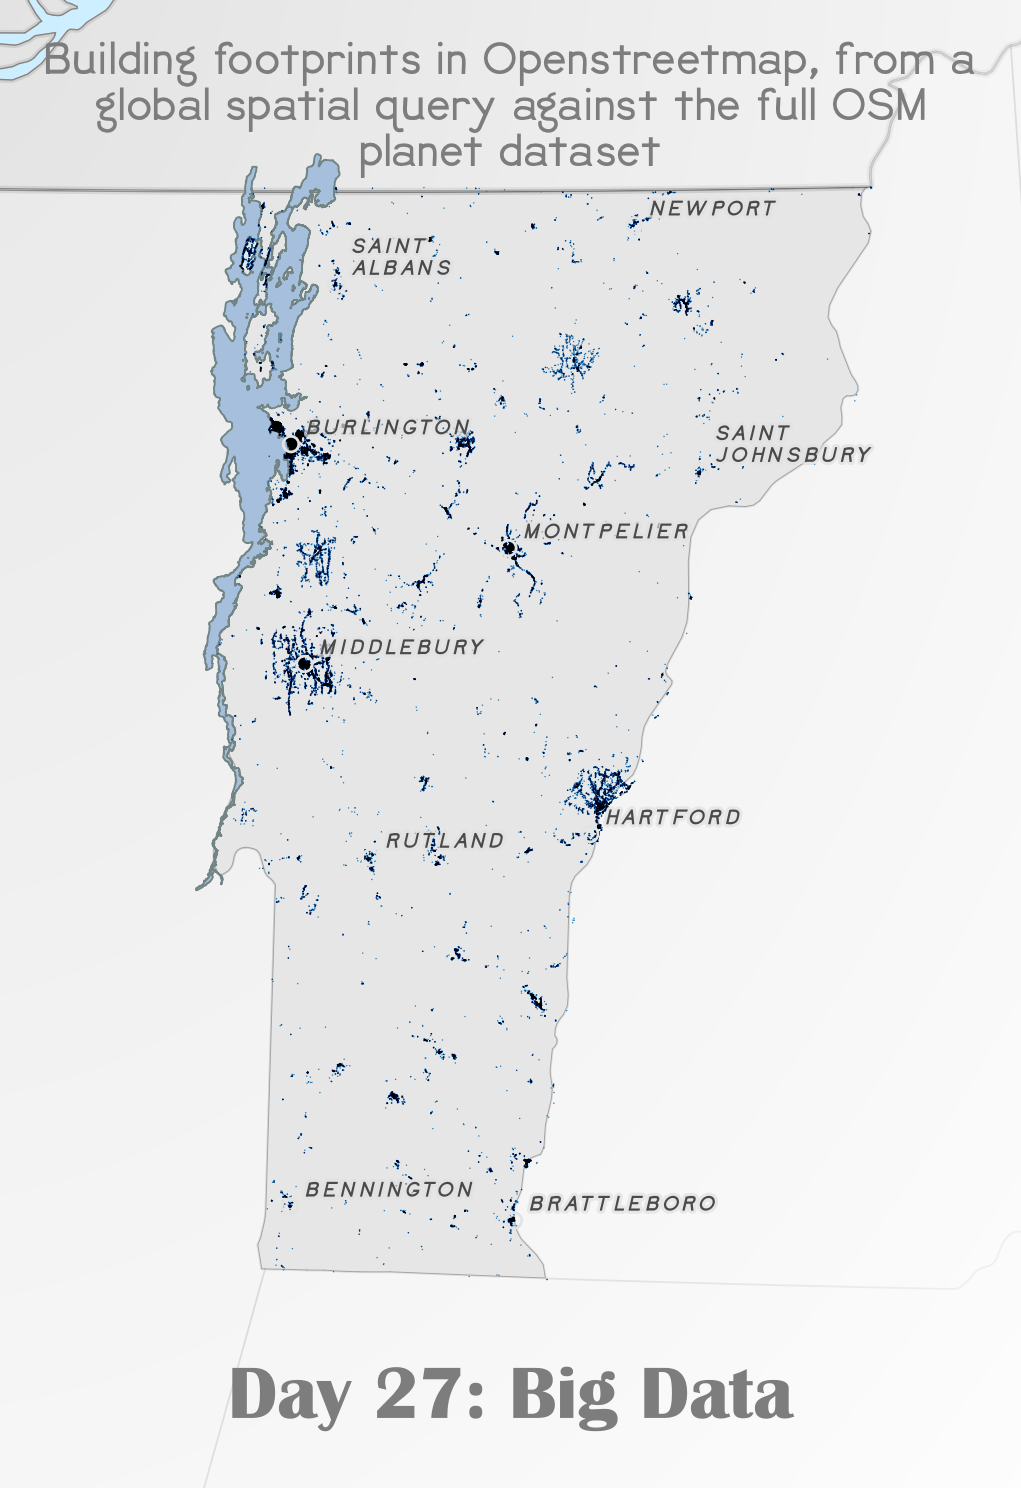 Building footprints in Openstreetmap, from a
global spatial query against the full OSM
planet dataset
NEWPORT
SAINT
ALBANS
BURLINGTON
SAINT
JOHNSBURY
MONTPELIER
MIDDLEBURY
HARTFORD
RUTLAND
BENNINGTON
BRATTLEBORO
Day 27: Big Data